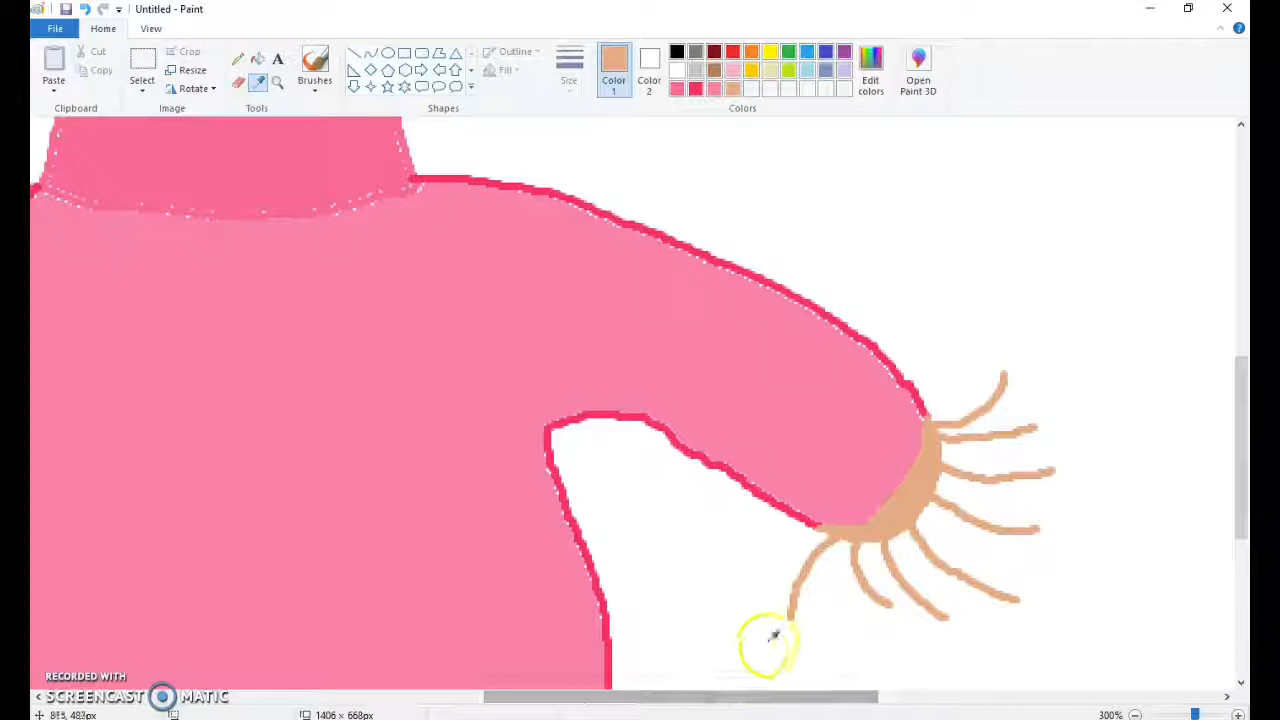 Untitled - Paint
File Home View
Paste
Cut
Copy
Clipboard
Select
Crop
Resize
Rotate
Image
Tools
Brushes
Shapes
Outline
Fill
Size
Color
1
Color
2
Edit
colors
Open
Paint 3D
Colors
RECORDED WITH
SCREENCAST MATIC
1406 × 668px
300%